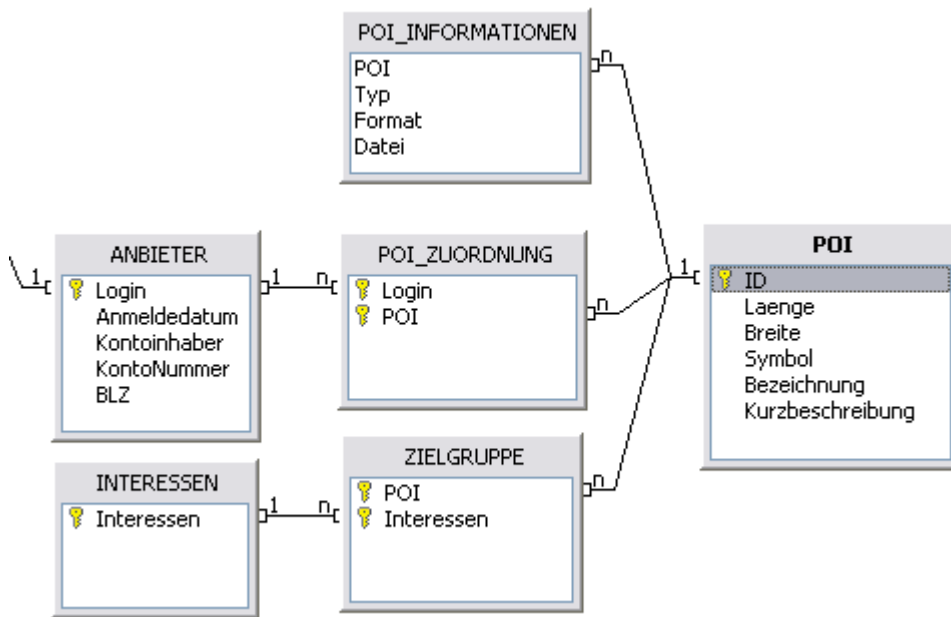 POI_INFORMATIONEN
POI
Typ
Format
Datei
n
ANBIETER
Login
Anmeldedatum
Kontoinhaber
KontoNummer
BLZ
1
1
n
POI_ZUORDNUNG
Login
POI
n
1
POI
ID
Laenge
Breite
Symbol
Bezeichnung
Kurzbeschreibung
INTERESSEN
Interessen
1
n
ZIELGRUPPE
POI
Interessen
n